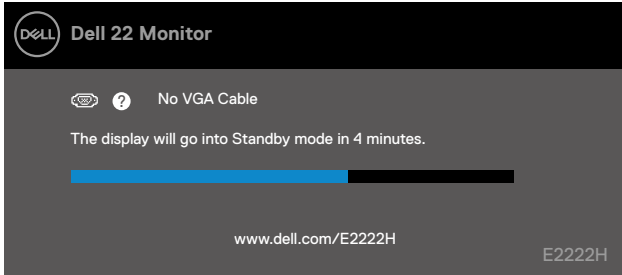 DELL Dell 22 Monitor
? No VGA Cable
The display will go into Standby mode in 4 minutes.
www.dell.com/E2222H
E2222H